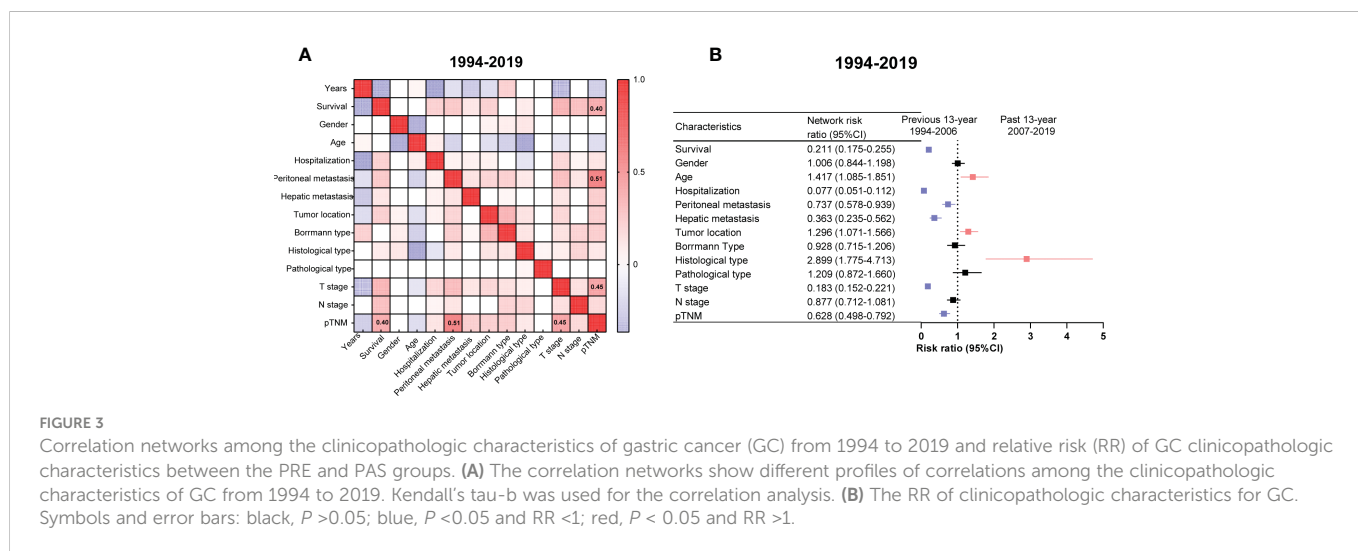 A
1994-2019
Years
Survival
Gender
Age
Hospitalization
Peritoneal metastasis
Hepatic metastasis
Tumor location
Borrmann type
Histological type
Pathological type
T stage
N stage
pTNM
0.40
0.51
0.45
0.40 0.51 0.45
Years Survival Gender Age Hospitalization Peritoneal metastasis Hepatic metastasis Tumor location Borrmann type Histological type Pathological type T stage N stage pTNM
1.0
0.5
0
B
1994-2019
Characteristics Network risk ratio (95%CI) Previous 13-year 1994-2006 Past 13-year 2007-2019
Survival 0.211 (0.175-0.255)
Gender 1.006 (0.844-1.198)
Age 1.417 (1.085-1.851)
Hospitalization 0.077 (0.051-0.112)
Peritoneal metastasis 0.737 (0.578-0.939)
Hepatic metastasis 0.363 (0.235-0.562)
Tumor location 1.296 (1.071-1.566)
Borrmann Type 0.928 (0.715-1.206)
Histological type 2.899 (1.775-4.713)
Pathological type 1.209 (0.872-1.660)
T stage 0.183 (0.152-0.221)
N stage 0.877 (0.712-1.081)
pTNM 0.628 (0.498-0.792)
0 1 2 3 4 5
Risk ratio (95%CI)
FIGURE 3
Correlation networks among the clinicopathologic characteristics of gastric cancer (GC) from 1994 to 2019 and relative risk (RR) of GC clinicopathologic
characteristics between the PRE and PAS groups. (A) The correlation networks show different profiles of correlations among the clinicopathologic
characteristics of GC from 1994 to 2019. Kendall's tau-b was used for the correlation analysis. (B) The RR of clinicopathologic characteristics for GC.
Symbols and error bars: black, P >0.05; blue, P <0.05 and RR <1; red, P < 0.05 and RR >1.